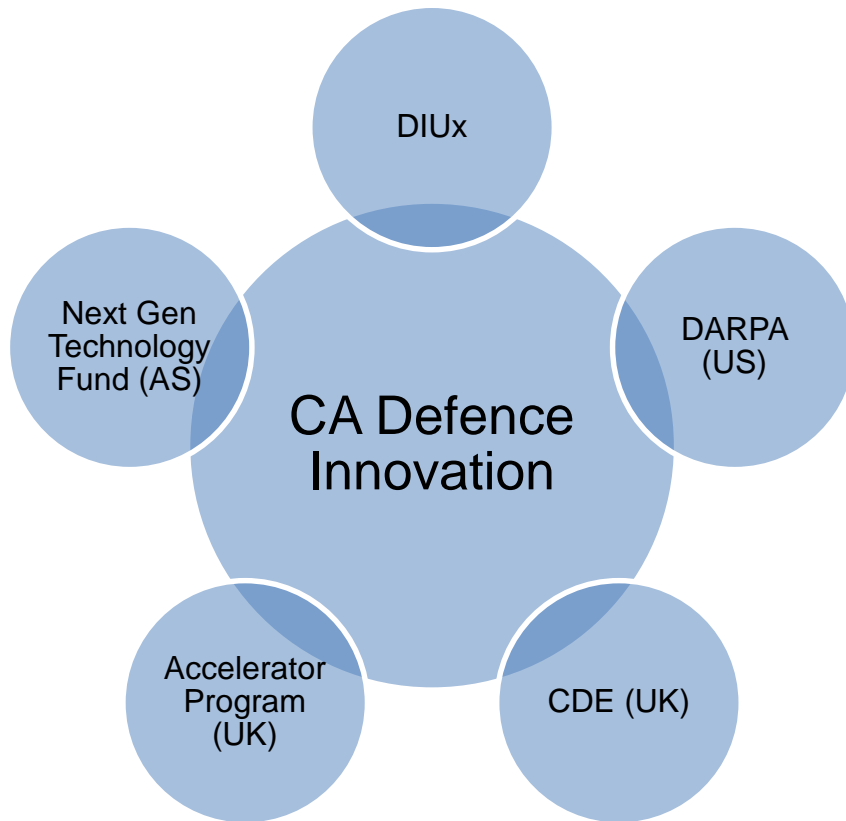 DIUx
Next Gen
Technology
Fund (AS)
DARPA
(US)
CA Defence
Innovation
Accelerator
Program
(UK)
CDE (UK)